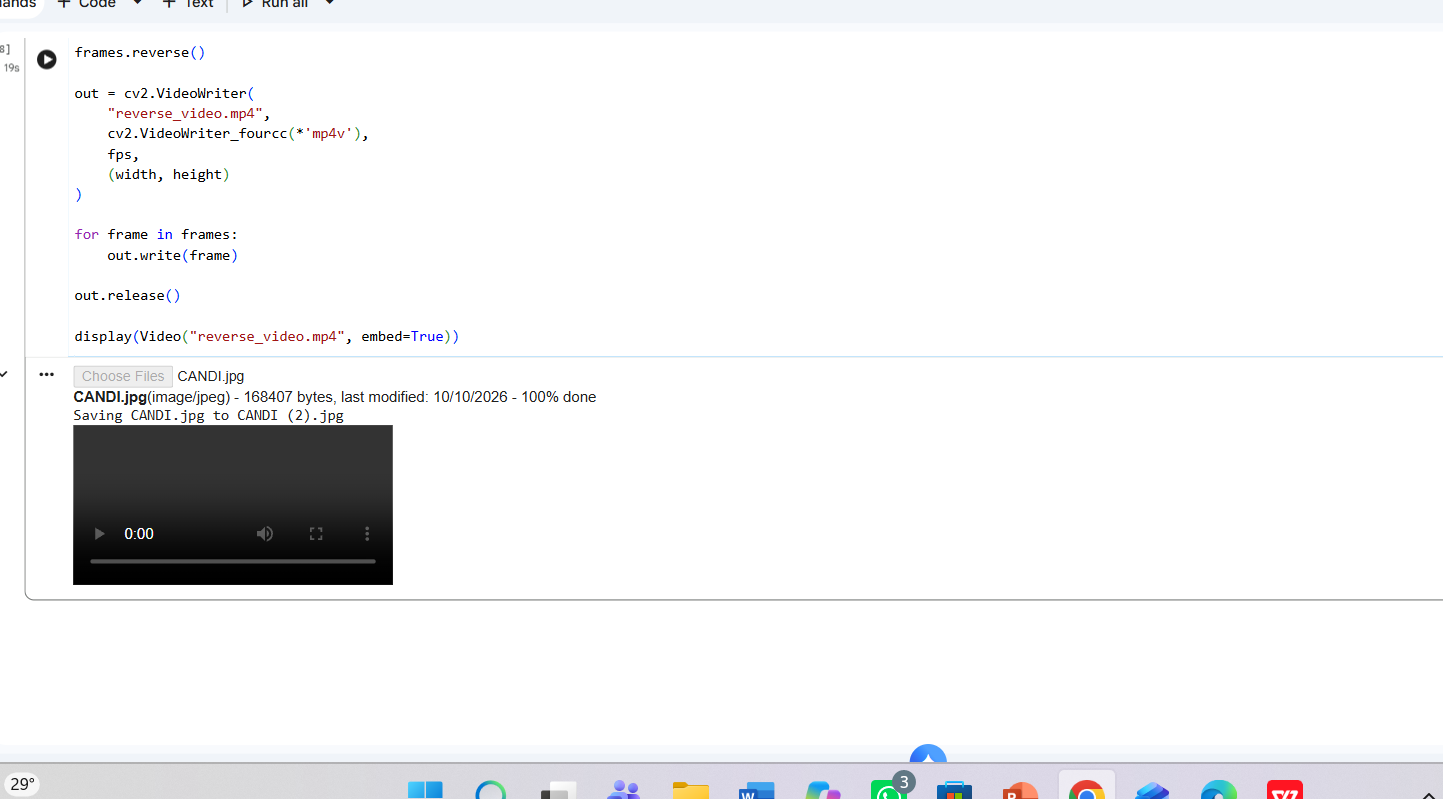 + Code
+ Text
Run all
8]
19s
frames.reverse()
out = cv2.VideoWriter(
"reverse_video.mp4",
cv2.VideoWriter_fourcc(*'mp4v'),
fps,
(width, height)
)
for frame in frames:
out.write(frame)
out.release()
display(Video("reverse_video.mp4", embed=True))
Choose Files CANDI.jpg
CANDI.jpg(image/jpeg) - 168407 bytes, last modified: 10/10/2026 - 100% done
Saving CANDI.jpg to CANDI (2).jpg
0:00
29°
3